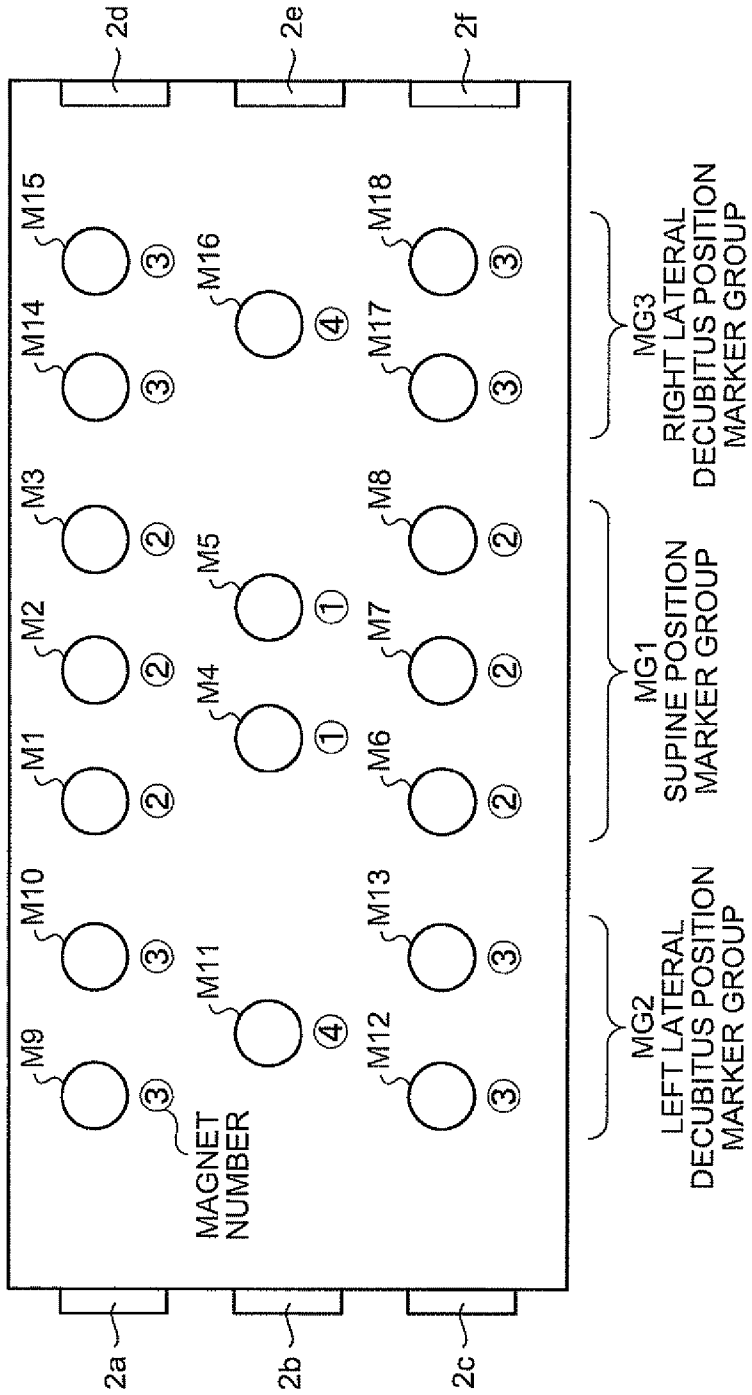 M9 M10 M1 M2 M3 M14 M15
2a 2d
③ ③ ② ② ② ③ ③
MAGNET
NUMBER
M11 M4 M5 M16
2b 2e
④ ① ① ④
M12 M13 M6 M7 M8 M17 M18
2c 2f
③ ③ ② ② ② ③ ③
MG2
LEFT LATERAL
DECUBITUS POSITION
MARKER GROUP
MG1
SUPINE POSITION
MARKER GROUP
MG3
RIGHT LATERAL
DECUBITUS POSITION
MARKER GROUP